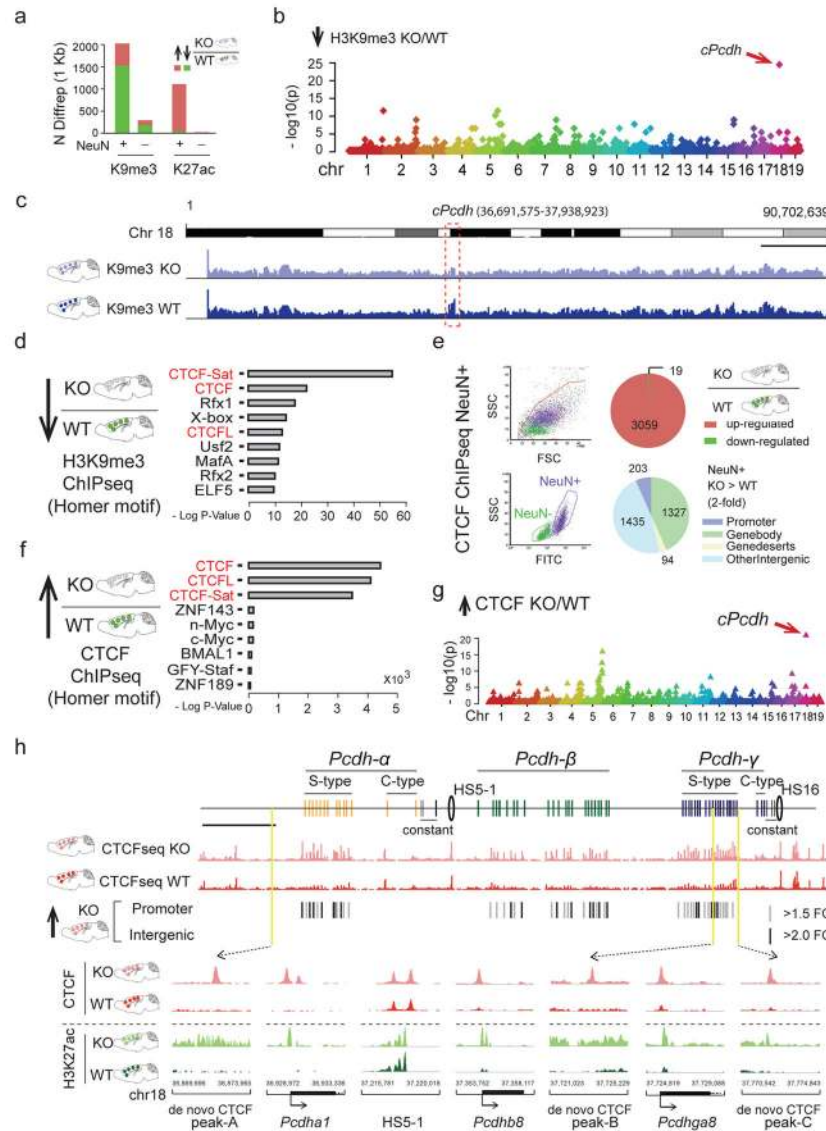 a
N Diffrep (1 Kb)
2000
1500
1000
500
0
KO
WT
NeuN + – + –
K9me3 K27ac
b
H3K9me3 KO/WT
cPcdh
- log10(p)
25
20
15
10
5
0
chr 1 2 3 4 5 6 7 8 9 10 11 12 13 14 15 16 17 18 19
c
1
cPcdh (36,691,575-37,938,923)
90,702,639
Chr 18
K9me3 KO
K9me3 WT
d
KO
WT
H3K9me3
ChIPseq
(Homer motif)
CTCF-Sat
CTCF
Rfx1
X-box
CTCFL
Usf2
MafA
Rfx2
ELF5
- Log P-Value
0 10 20 30 40 50 60
e
CTCF ChIPseq NeuN+
SSC
FSC
19
3059
KO
WT
up-regulated
down-regulated
NeuN+
NeuN-
SSC
FITC
203
1327
1435
94
NeuN+
KO > WT
(2-fold)
Promoter
Genebody
Genedeserts
OtherIntergenic
f
KO
WT
CTCF
ChIPseq
(Homer motif)
CTCF
CTCFL
CTCF-Sat
ZNF143
n-Myc
c-Myc
BMAL1
GFY-Staf
ZNF189
X10³
- Log P-Value
0 1 2 3 4 5
g
CTCF KO/WT
cPcdh
- log10(p)
20
15
10
5
0
Chr 1 2 3 4 5 6 7 8 9 10 11 12 13 14 15 16 17 18 19
h
Pcdh-α Pcdh-β Pcdh-γ
S-type C-type HS5-1 S-type C-type HS16
constant constant
CTCFseq KO
CTCFseq WT
KO
WT
Promoter
Intergenic
>1.5 FC
>2.0 FC
CTCF
KO
WT
H3K27ac
KO
WT
chr18
de novo CTCF
peak-A
Pcdha1
HS5-1
Pcdhb8
de novo CTCF
peak-B
Pcdhga8
de novo CTCF
peak-C